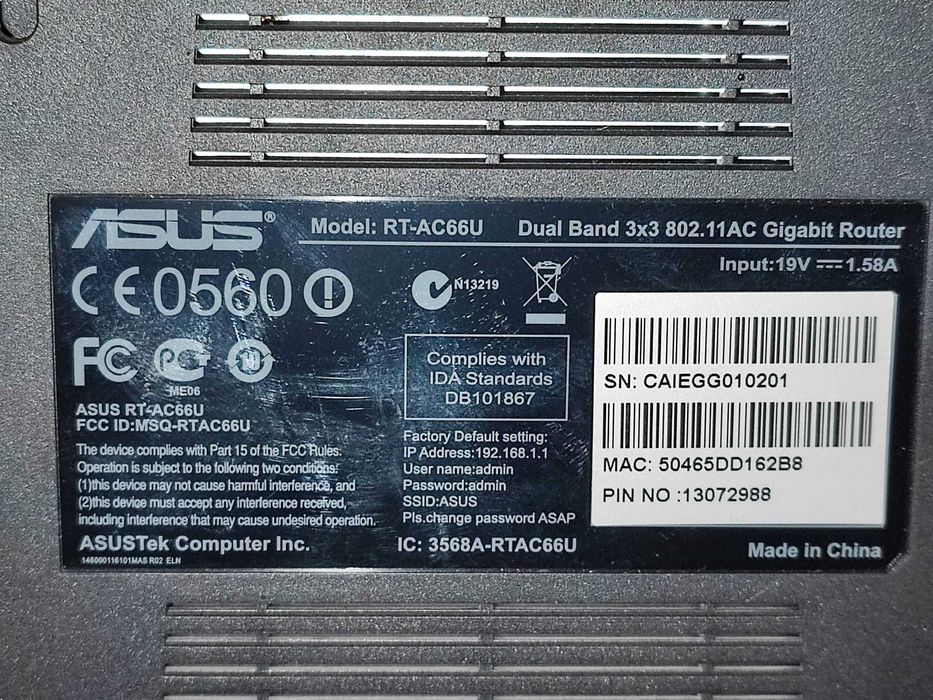 ASUS®
Model: RT-AC66U
Dual Band 3x3 802.11AC Gigabit Router
Input:19V 1.58A
CE0560
N13219
FC
ME06
Complies with
IDA Standards
DB101867
ASUS RT-AC66U
FCC ID:MSQ-RTAC66U
The device complies with Part 15 of the FCC Rules.
Operation is subject to the following two conditions:
(1)this device may not cause harmful interference, and
(2)this device must accept any interference received,
including interference that may cause undesired operation.
ASUSTek Computer Inc.
146000116101MAS R02 ELN
Factory Default setting:
IP Address:192.168.1.1
User name:admin
Password:admin
SSID:ASUS
Pls.change password ASAP
IC: 3568A-RTAC66U
SN: CAIEGG010201
MAC: 50465DD162B8
PIN NO :13072988
Made in China